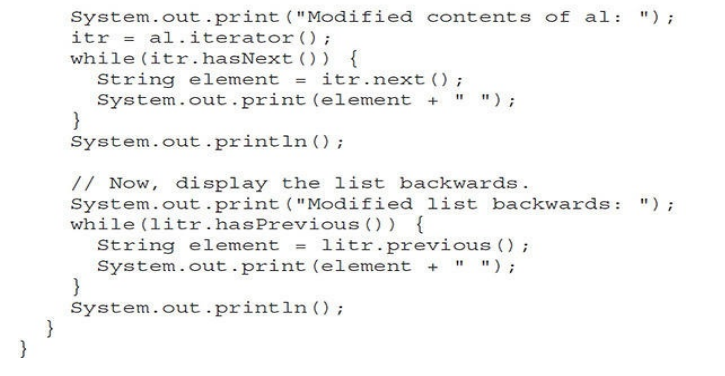 System.out.print("Modified contents of al: ");
itr = al.iterator();
while(itr.hasNext()) {
String element = itr.next();
System.out.print(element + " ");
}
System.out.println();
// Now, display the list backwards.
System.out.print("Modified list backwards: ");
while(litr.hasPrevious()) {
String element = litr.previous();
System.out.print(element + " ");
}
System.out.println();
}
}